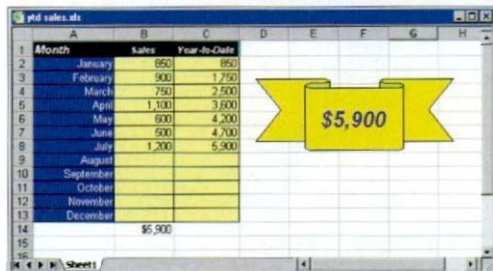 ytd sales.xls
A B C D E F G H
1 Month Sales Year-to-Date
2 January 850 850
3 February 900 1,750
4 March 750 2,500
5 April 1,100 3,600
6 May 600 4,200
7 June 500 4,700
8 July 1,200 5,900
9 August
10 September
11 October
12 November
13 December
14 $5,900
15
16
$5,900
Sheet1